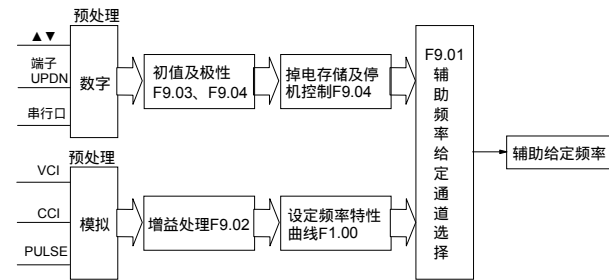 预处理
▲▼
端子
UPDN
串行口
数字
初值及极性
F9.03、F9.04
掉电存储及停
机控制F9.04
预处理
VCI
CCI
PULSE
模拟
增益处理F9.02
设定频率特性
曲线F1.00
F9.01
辅
助
频
率
给
定
通
道
选
择
辅助给定频率